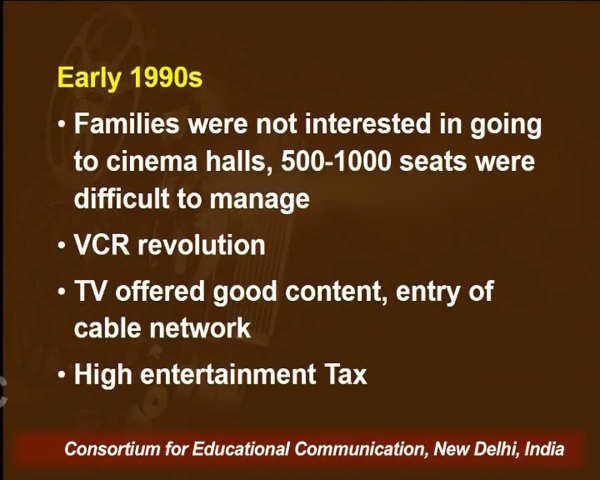 Early 1990s
• Families were not interested in going
to cinema halls, 500-1000 seats were
difficult to manage
• VCR revolution
• TV offered good content, entry of
cable network
• High entertainment Tax
Consortium for Educational Communication, New Delhi, India